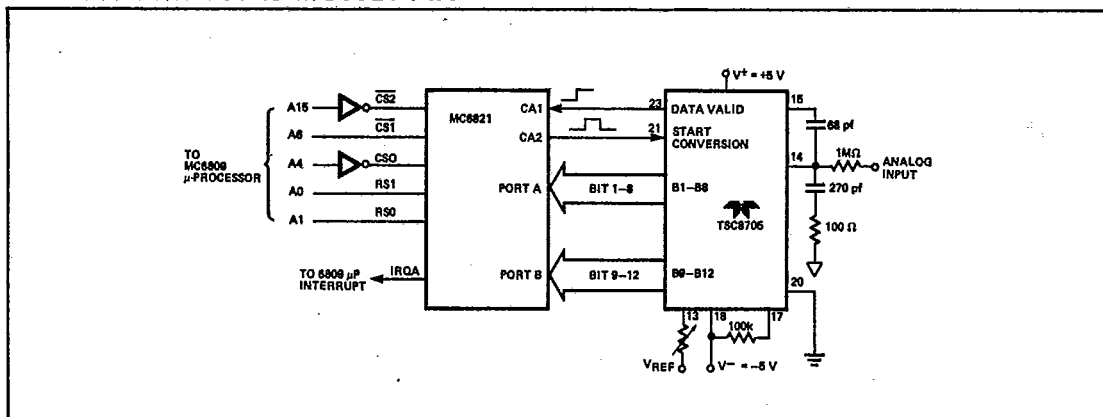 V+ = +5 V
A15
CS2
A6
CS1
A4
CS0
A0
RS1
A1
RS0
TO
MC6809
μ-PROCESSOR
TO 6809 μP
INTERRUPT
IRQA
MC6821
CA1
CA2
PORT A
PORT B
BIT 1–8
BIT 9–12
23
DATA VALID
21
START
CONVERSION
B1–B8
TSC8705
B9–B12
15
68 pf
14
1MΩ
ANALOG
INPUT
270 pf
100 Ω
20
13
18
17
100k
VREF
V− = −5 V